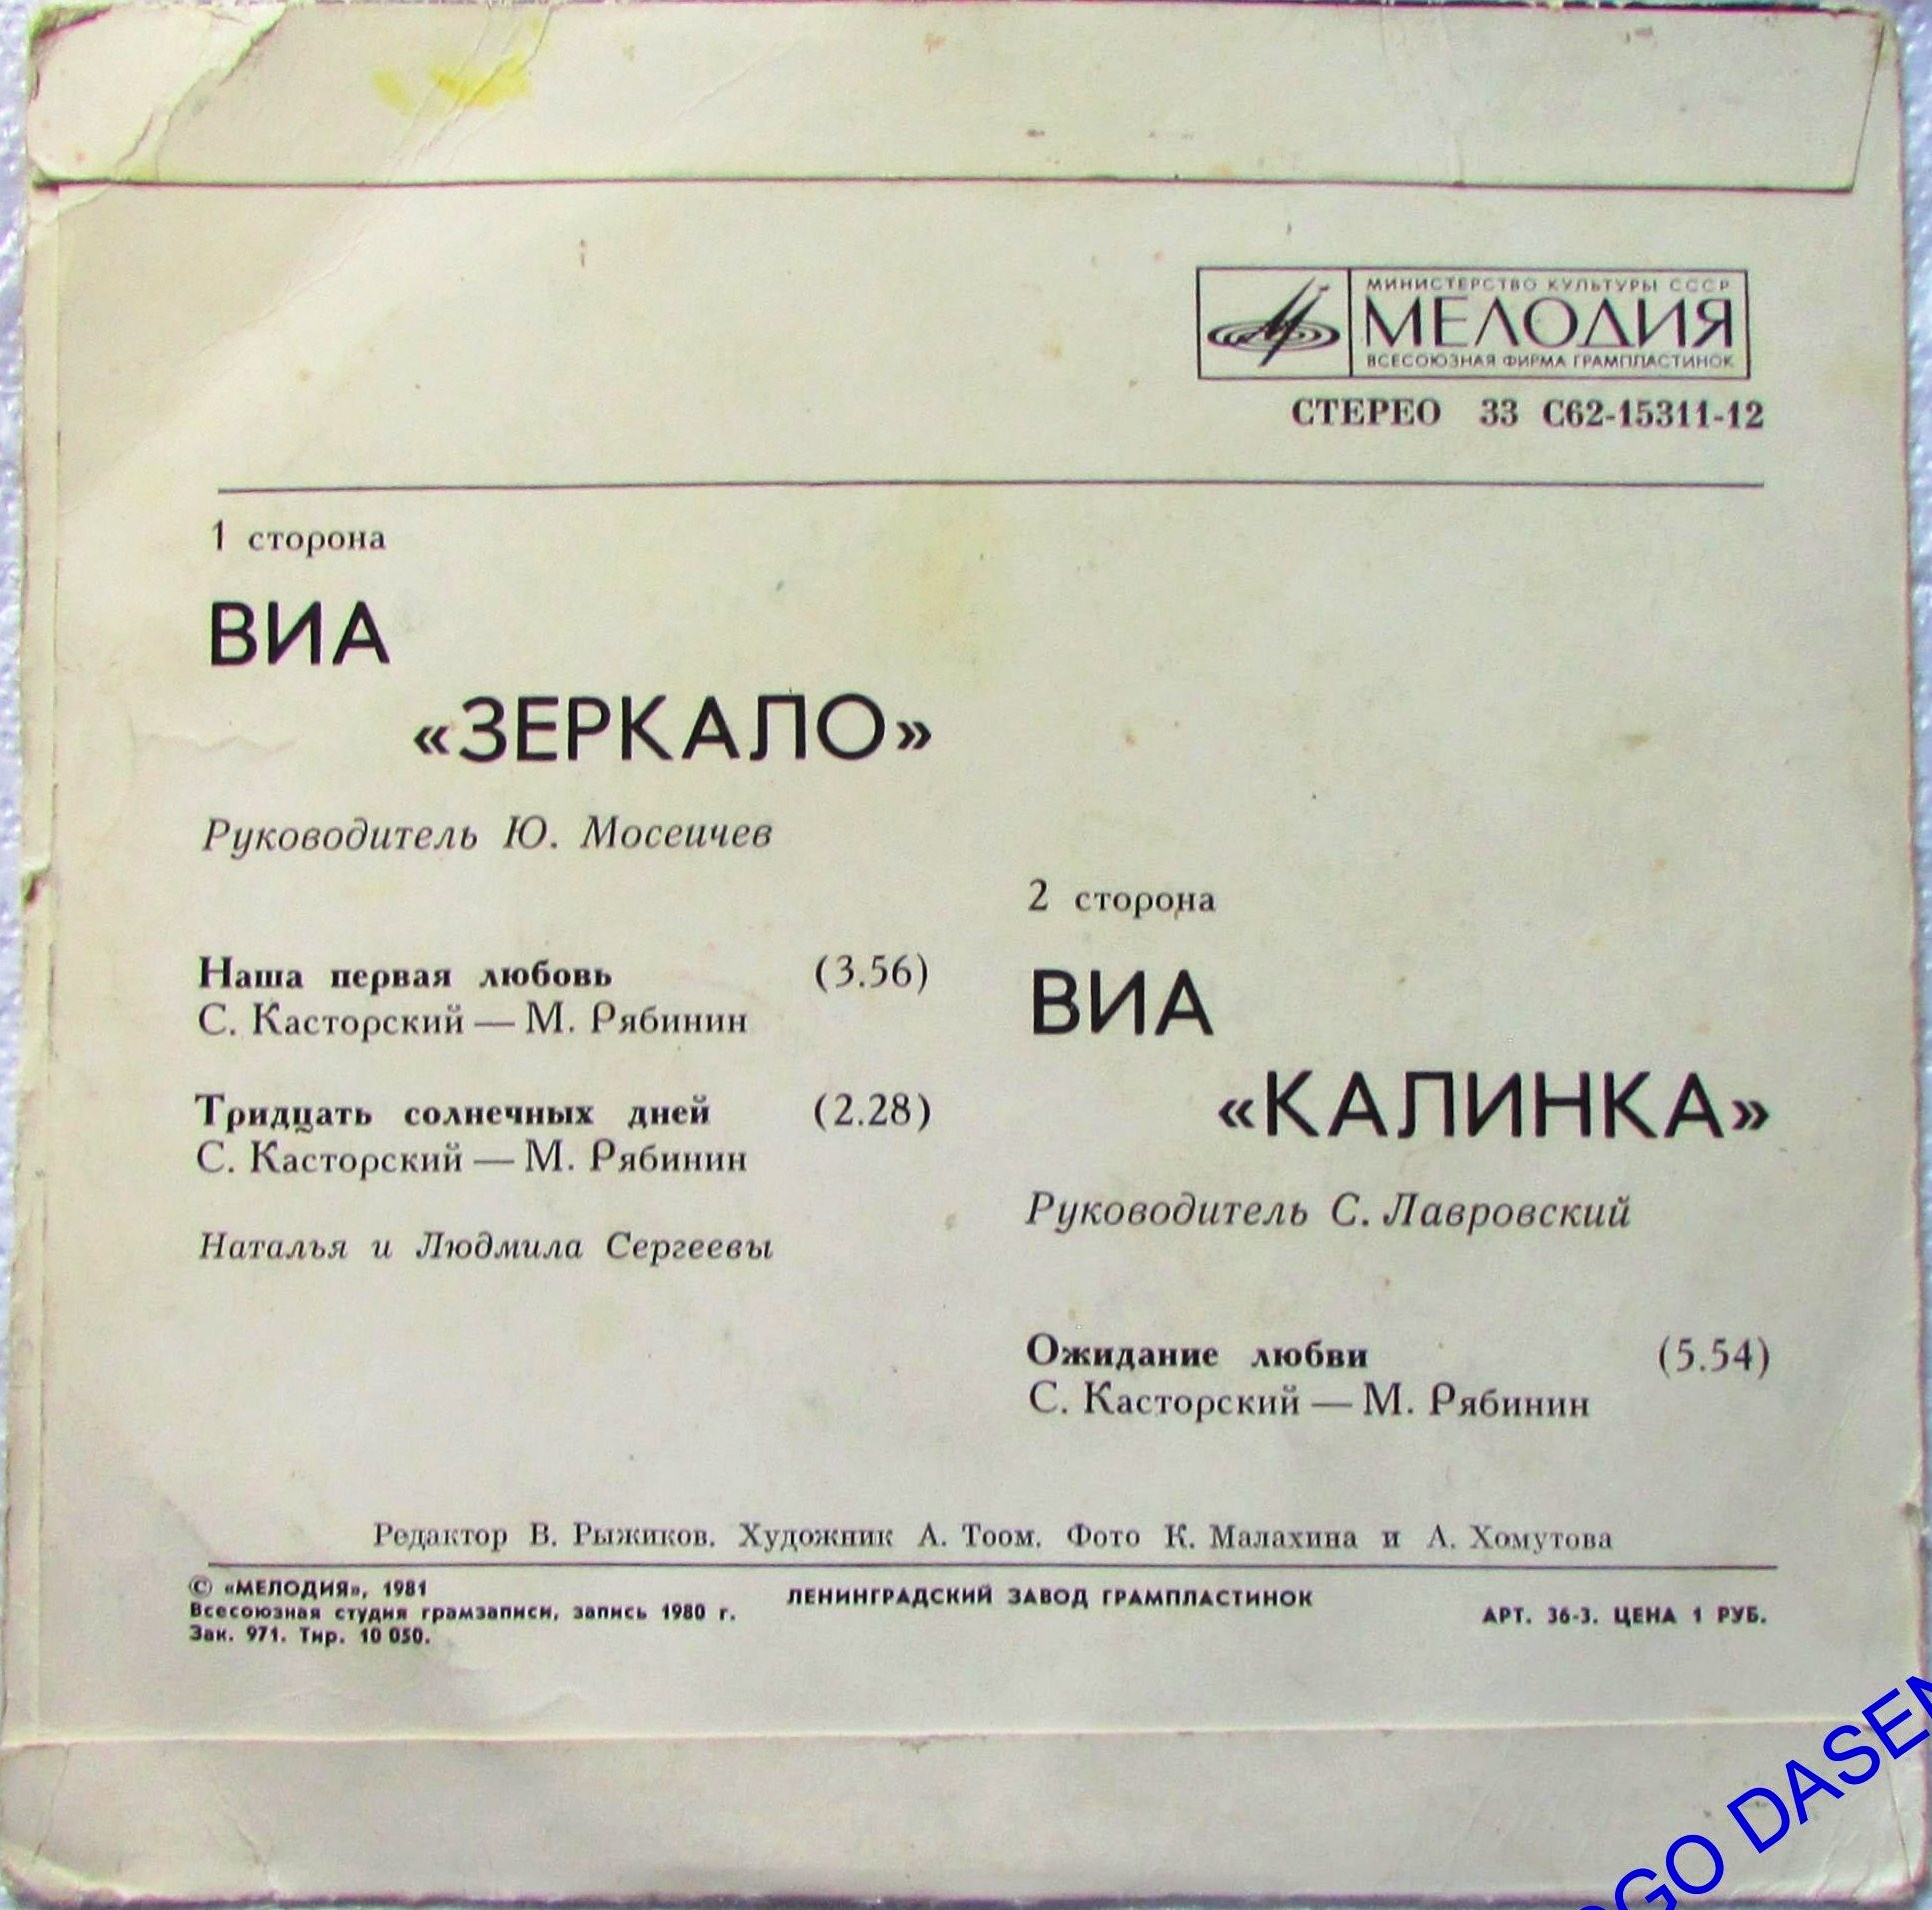 МИНИСТЕРСТВО КУЛЬТУРЫ СССР
МЕЛОДИЯ
ВСЕСОЮЗНАЯ ФИРМА ГРАМПЛАСТИНОК
СТЕРЕО 33 С62-15311-12
1 сторона
ВИА
«ЗЕРКАЛО»
Руководитель Ю. Мосеичев
Наша первая любовь (3.56)
С. Касторский — М. Рябинин
Тридцать солнечных дней (2.28)
С. Касторский — М. Рябинин
Наталья и Людмила Сергеевы
2 сторона
ВИА
«КАЛИНКА»
Руководитель С. Лавровский
Ожидание любви (5.54)
С. Касторский — М. Рябинин
Редактор В. Рыжиков. Художник А. Тоом. Фото К. Малахина и А. Хомутова
© «МЕЛОДИЯ», 1981
Всесоюзная студия грамзаписи, запись 1980 г.
Зак. 971. Тир. 10 050.
ЛЕНИНГРАДСКИЙ ЗАВОД ГРАМПЛАСТИНОК
АРТ. 36-3. ЦЕНА 1 РУБ.